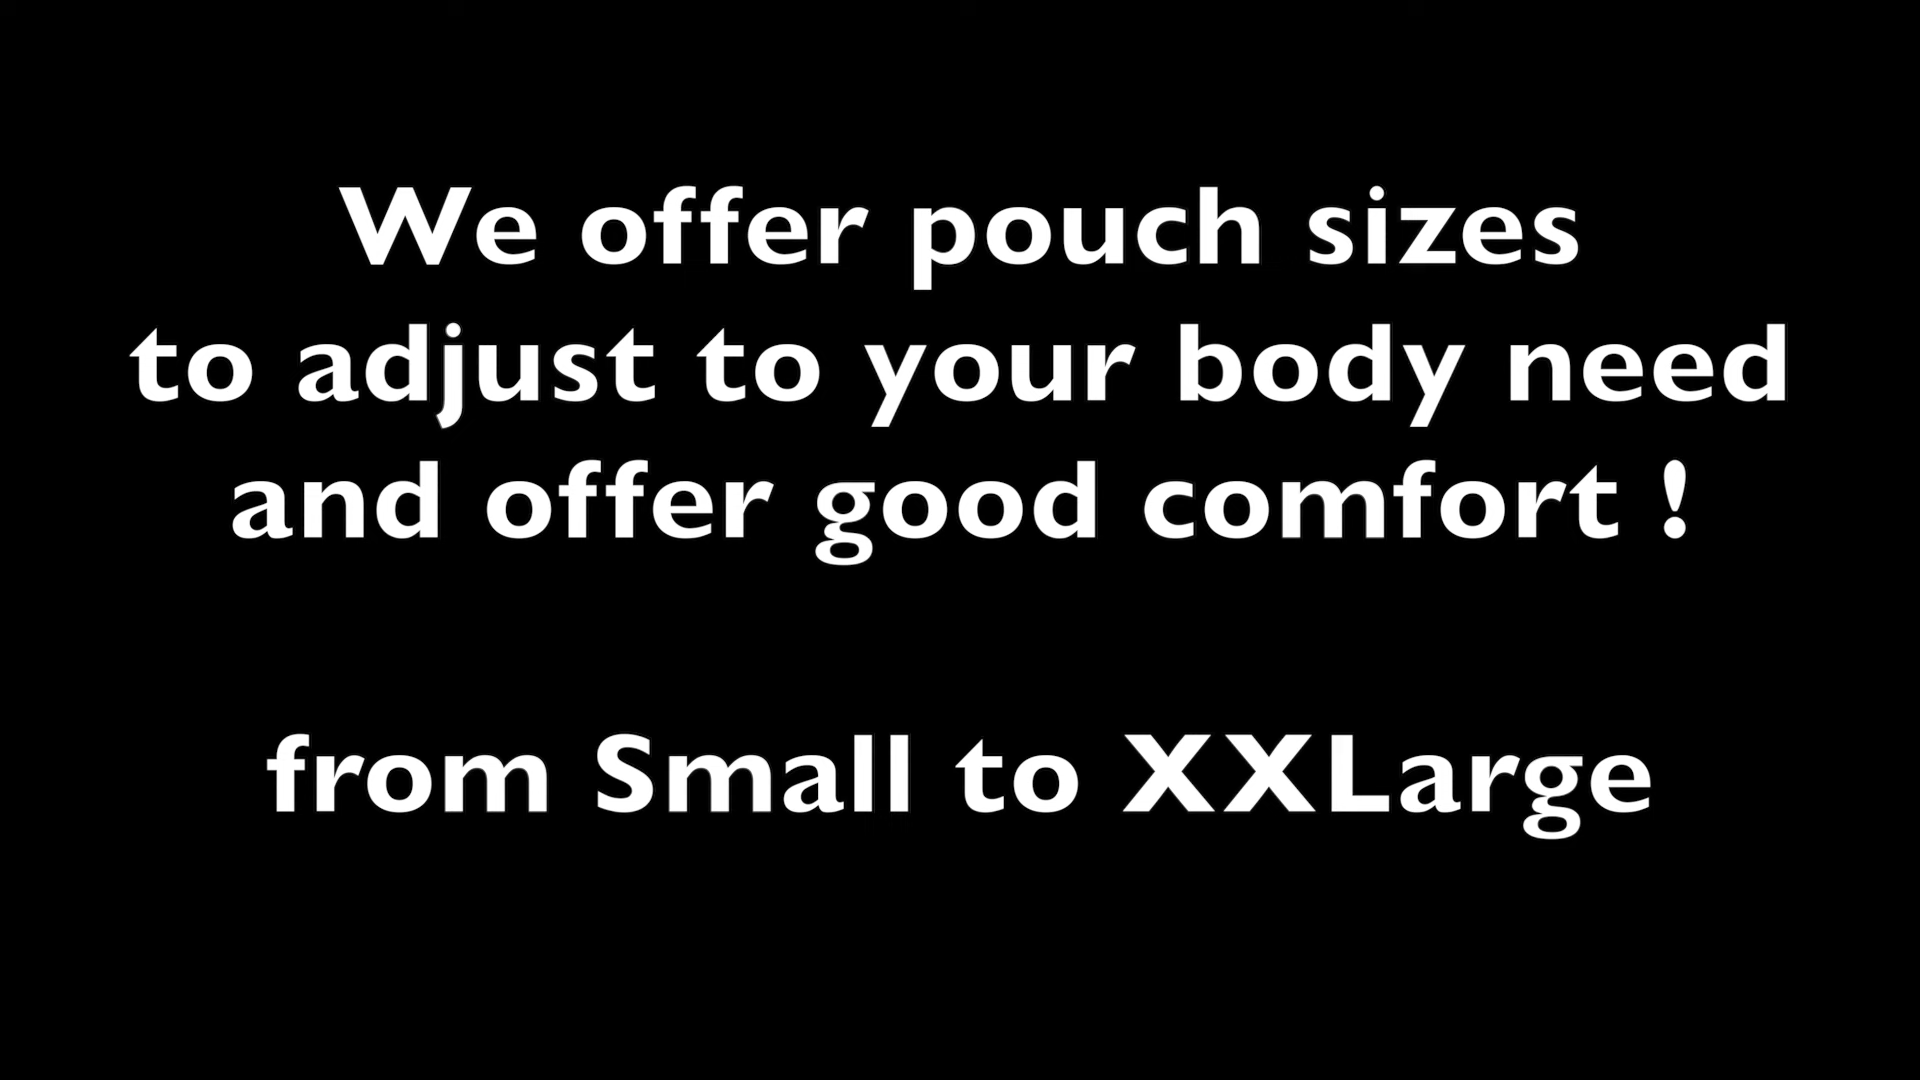 We offer pouch sizes
to adjust to your body need
and offer good comfort !
from Small to XXLarge